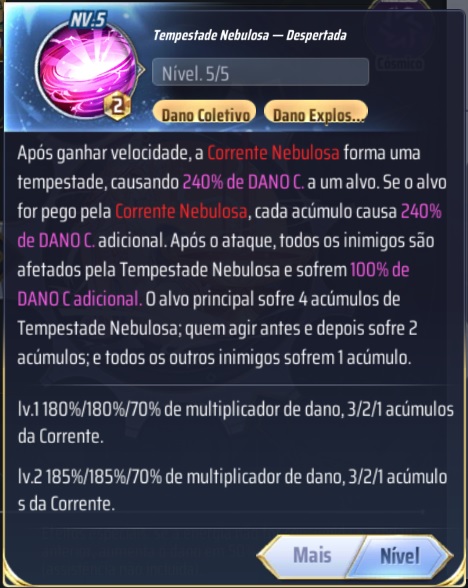 NV.5
Tempestade Nebulosa — Despertada
Nível. 5/5
2
Dano Coletivo
Dano Explos...
Após ganhar velocidade, a Corrente Nebulosa forma uma
tempestade, causando 240% de DANO C. a um alvo. Se o alvo
for pego pela Corrente Nebulosa, cada acúmulo causa 240%
de DANO C. adicional. Após o ataque, todos os inimigos são
afetados pela Tempestade Nebulosa e sofrem 100% de
DANO C adicional. O alvo principal sofre 4 acúmulos de
Tempestade Nebulosa; quem agir antes e depois sofre 2
acúmulos; e todos os outros inimigos sofrem 1 acúmulo.
lv.1 180%/180%/70% de multiplicador de dano, 3/2/1 acúmulos
da Corrente.
lv.2 185%/185%/70% de multiplicador de dano, 3/2/1 acúmulo
s da Corrente.
Mais
Nível